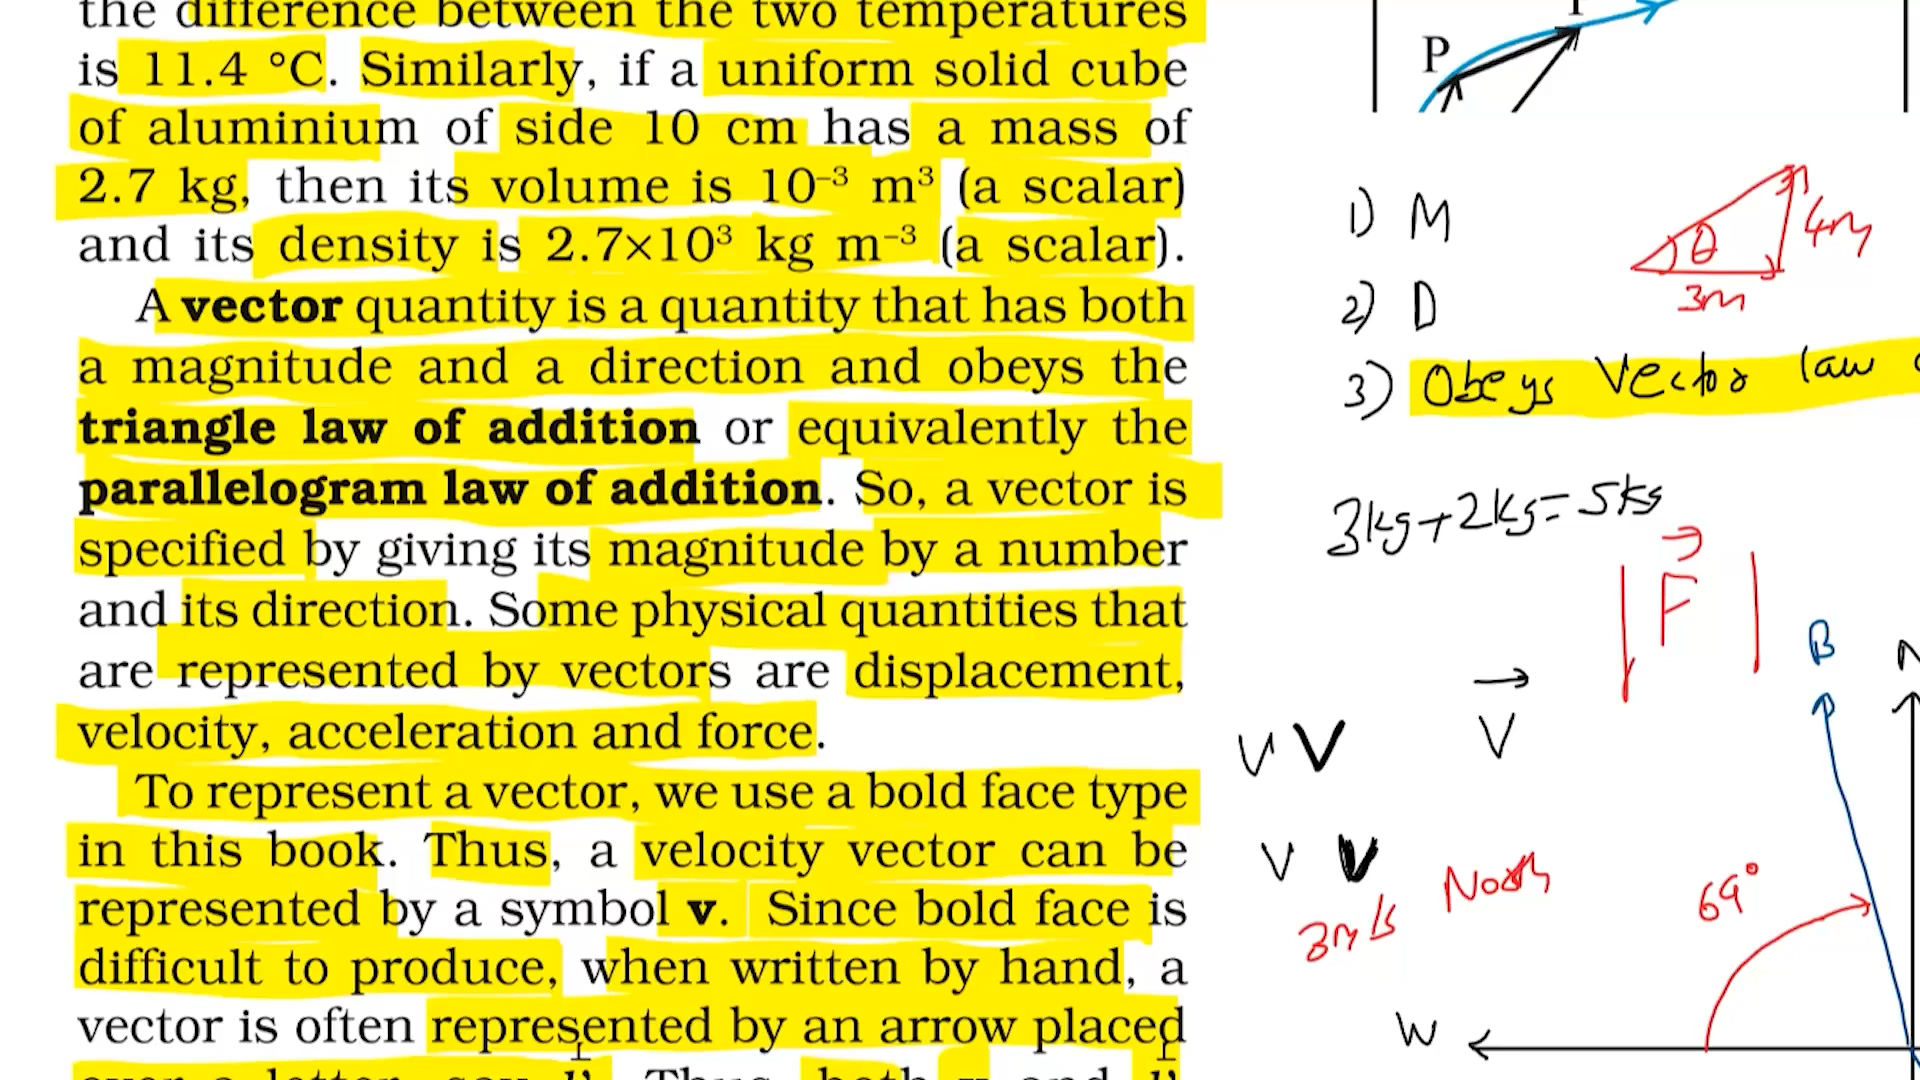 the difference between the two temperatures
is 11.4 °C. Similarly, if a uniform solid cube
of aluminium of side 10 cm has a mass of
2.7 kg, then its volume is 10⁻³ m³ (a scalar)
and its density is 2.7×10³ kg m⁻³ (a scalar).
A vector quantity is a quantity that has both
a magnitude and a direction and obeys the
triangle law of addition or equivalently the
parallelogram law of addition. So, a vector is
specified by giving its magnitude by a number
and its direction. Some physical quantities that
are represented by vectors are displacement,
velocity, acceleration and force.
To represent a vector, we use a bold face type
in this book. Thus, a velocity vector can be
represented by a symbol v. Since bold face is
difficult to produce, when written by hand, a
vector is often represented by an arrow placed
P
1) M
θ
4m
3m
2) D
3) Obeys Vector law
3kg+2kg=5kg
|F|
B
N
V V
V
V V
3m/s North
69°
W